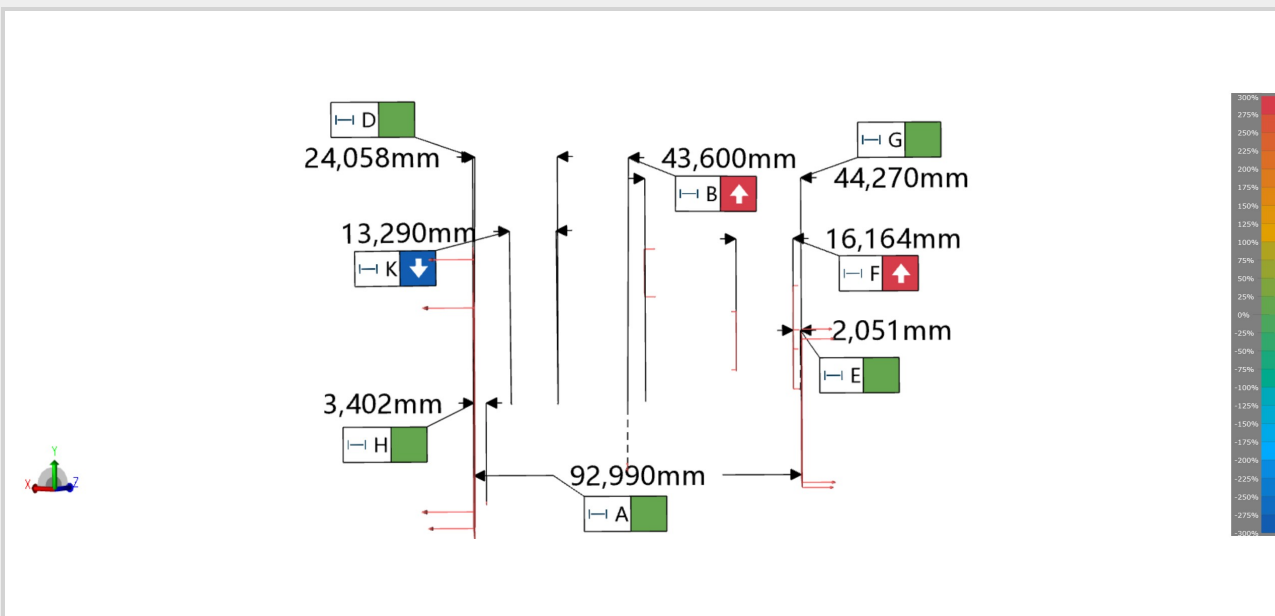 D
24,058mm
43,600mm
B
G
44,270mm
13,290mm
K
16,164mm
F
2,051mm
E
3,402mm
H
92,990mm
A
Y
X
Z
300%
275%
250%
225%
200%
175%
150%
125%
100%
75%
50%
25%
0%
-25%
-50%
-75%
-100%
-125%
-150%
-175%
-200%
-225%
-250%
-275%
-300%